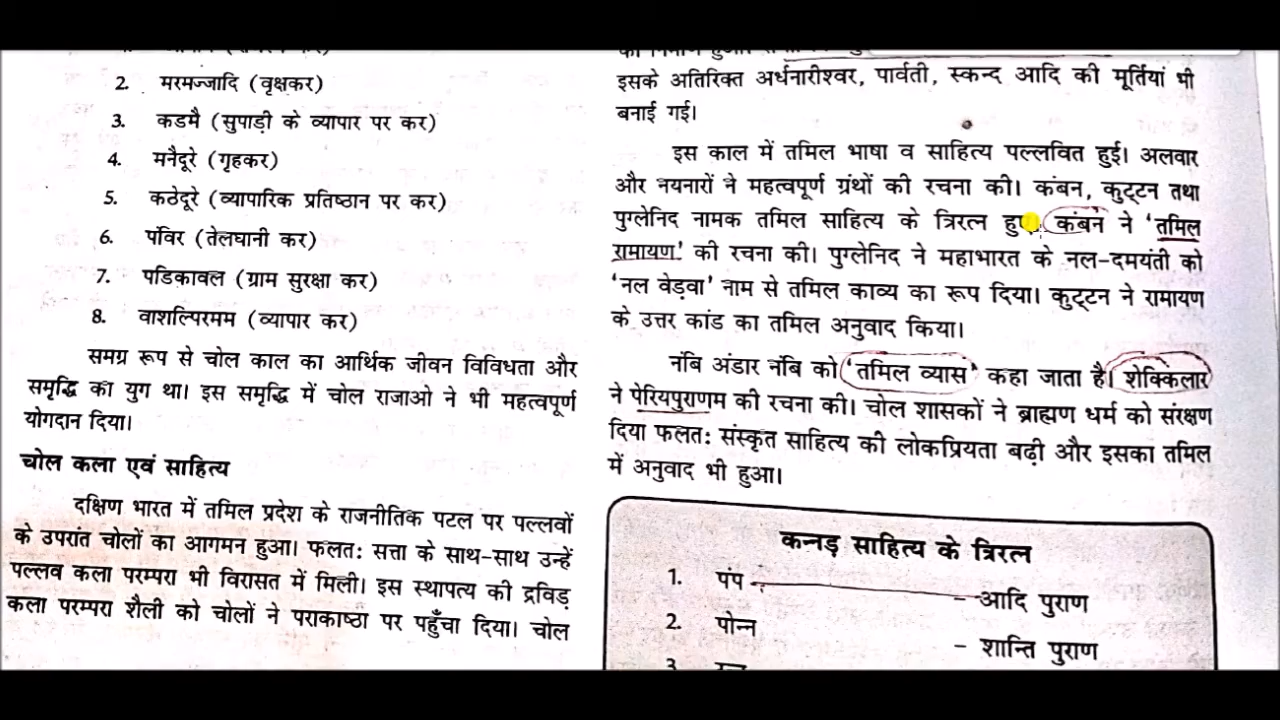 2. मरमज्जादि (वृक्षकर)
3. कडमै (सुपाड़ी के व्यापार पर कर)
4. मनैदूरे (गृहकर)
5. कठेदूरे (व्यापारिक प्रतिष्ठान पर कर)
6. पंविर (तेलघानी कर)
7. पडिकावल (ग्राम सुरक्षा कर)
8. वाशल्पिरमम (व्यापार कर)
समग्र रूप से चोल काल का आर्थिक जीवन विविधता और
समृद्धि का युग था। इस समृद्धि में चोल राजाओ ने भी महत्वपूर्ण
योगदान दिया।
चोल कला एवं साहित्य
दक्षिण भारत में तमिल प्रदेश के राजनीतिक पटल पर पल्लवों
के उपरांत चोलों का आगमन हुआ। फलत: सत्ता के साथ-साथ उन्हें
पल्लव कला परम्परा भी विरासत में मिली। इस स्थापत्य की द्रविड़
कला परम्परा शैली को चोलों ने पराकाष्ठा पर पहुँचा दिया। चोल
इसके अतिरिक्त अर्धनारीश्वर, पार्वती, स्कन्द आदि की मूर्तियां भी
बनाई गई।
इस काल में तमिल भाषा व साहित्य पल्लवित हुई। अलवार
और नयनारों ने महत्वपूर्ण ग्रंथों की रचना की। कंबन, कुट्टन तथा
पुग्लेनिद नामक तमिल साहित्य के त्रिरत्न कंबन ने 'तमिल
रामायण' की रचना की। पुग्लेनिद ने महाभारत के नल-दमयंती को
'नल वेड़वा' नाम से तमिल काव्य का रूप दिया। कुट्टन ने रामायण
के उत्तर कांड का तमिल अनुवाद किया।
नंबि अंडार नंबि को 'तमिल व्यास' कहा जाता है। शेक्किलार
ने पेरियपुराणम की रचना की। चोल शासकों ने ब्राह्मण धर्म को संरक्षण
दिया फलत: संस्कृत साहित्य की लोकप्रियता बढ़ी और इसका तमिल
में अनुवाद भी हुआ।
कन्नड़ साहित्य के त्रिरत्न
1. पंप - आदि पुराण
2. पोन्न - शान्ति पुराण
3.